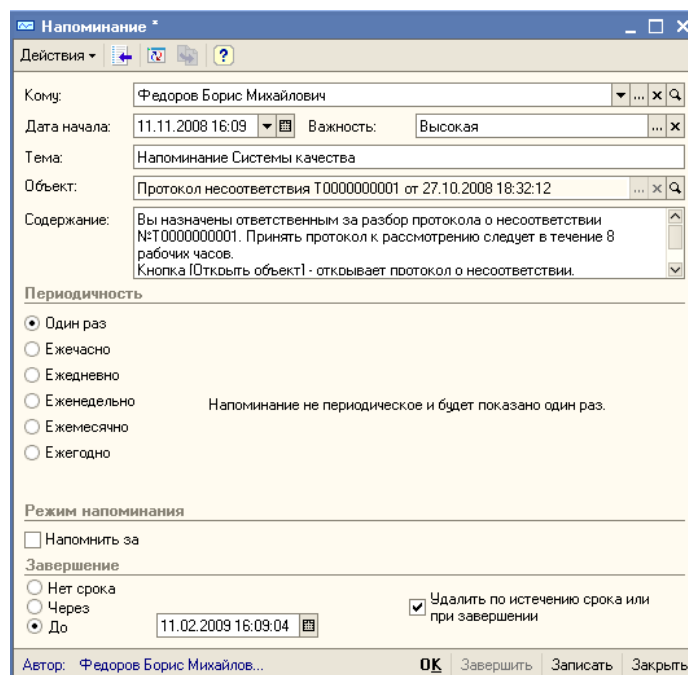 Напоминание *
Действия
Кому: Федоров Борис Михайлович
Дата начала: 11.11.2008 16:09 Важность: Высокая
Тема: Напоминание Системы качества
Объект: Протокол несоответствия Т0000000001 от 27.10.2008 18:32:12
Содержание: Вы назначены ответственным за разбор протокола о несоответствии
№Т0000000001. Принять протокол к рассмотрению следует в течение 8
рабочих часов.
Кнопка [Открыть объект] - открывает протокол о несоответствии.
Периодичность
Один раз
Ежечасно
Ежедневно
Еженедельно
Напоминание не периодическое и будет показано один раз.
Ежемесячно
Ежегодно
Режим напоминания
Напомнить за
Завершение
Нет срока
Через
До 11.02.2009 16:09:04
Удалить по истечению срока или
при завершении
Автор: Федоров Борис Михайлов... OK Завершить Записать Закрыть